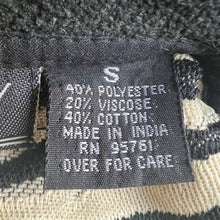 S
40% POLYESTER
20% VISCOSE
40% COTTON
MADE IN INDIA
RN 95761
OVER FOR CARE